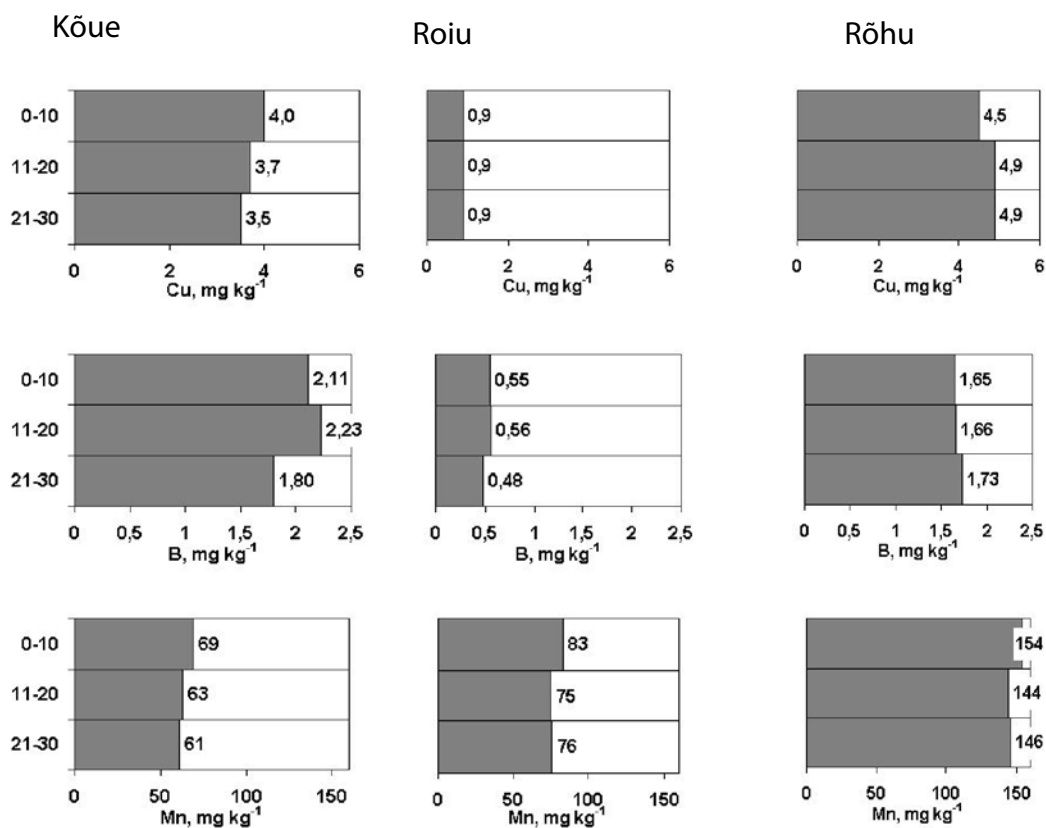 Kõue Roiu Rõhu
0-10 4,0 0,9 4,5
11-20 3,7 0,9 4,9
21-30 3,5 0,9 4,9
0 2 4 6 0 2 4 6 0 2 4 6
Cu, mg kg⁻¹ Cu, mg kg⁻¹ Cu, mg kg⁻¹
0-10 2,11 0,55 1,65
11-20 2,23 0,56 1,66
21-30 1,80 0,48 1,73
0 0,5 1 1,5 2 2,5 0 0,5 1 1,5 2 2,5 0 0,5 1 1,5 2 2,5
B, mg kg⁻¹ B, mg kg⁻¹ B, mg kg⁻¹
0-10 69 83 154
11-20 63 75 144
21-30 61 76 146
0 50 100 150 0 50 100 150 0 50 100 150
Mn, mg kg⁻¹ Mn, mg kg⁻¹ Mn, mg kg⁻¹